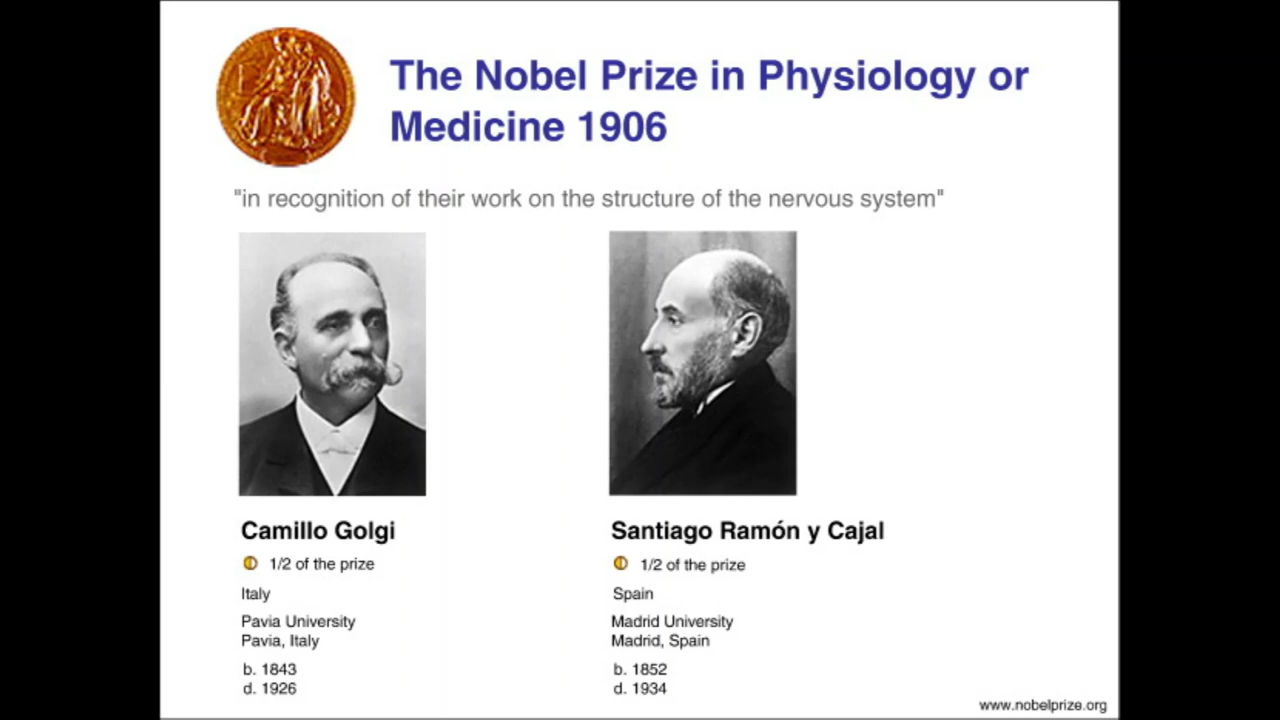 The Nobel Prize in Physiology or
Medicine 1906
"in recognition of their work on the structure of the nervous system"
Camillo Golgi
1/2 of the prize
Italy
Pavia University
Pavia, Italy
b. 1843
d. 1926
Santiago Ramón y Cajal
1/2 of the prize
Spain
Madrid University
Madrid, Spain
b. 1852
d. 1934
www.nobelprize.org